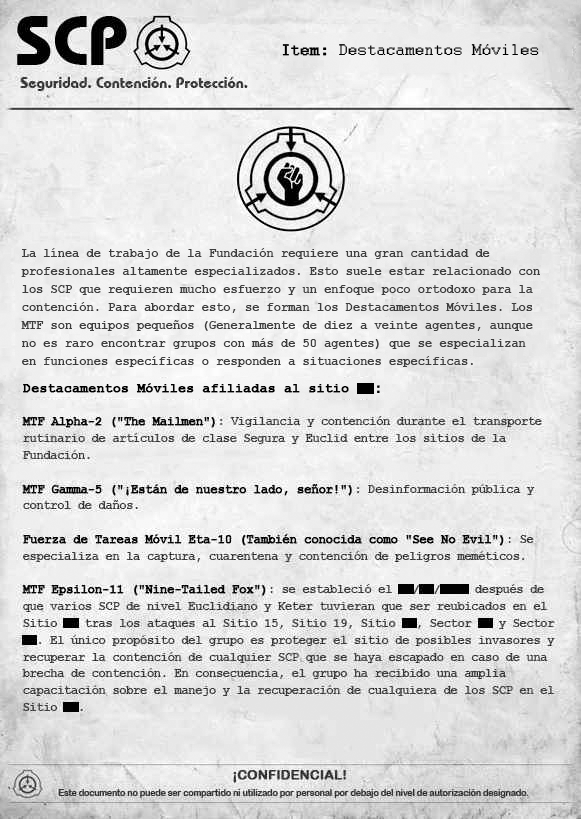 SCP
Seguridad. Contención. Protección.
Item: Destacamentos Móviles
La línea de trabajo de la Fundación requiere una gran cantidad de
profesionales altamente especializados. Esto suele estar relacionado con
los SCP que requieren mucho esfuerzo y un enfoque poco ortodoxo para la
contención. Para abordar esto, se forman los Destacamentos Móviles. Los
MTF son equipos pequeños (Generalmente de diez a veinte agentes, aunque
no es raro encontrar grupos con más de 50 agentes) que se especializan
en funciones específicas o responden a situaciones específicas.
Destacamentos Móviles afiliadas al sitio ██:
MTF Alpha-2 ("The Mailmen"): Vigilancia y contención durante el transporte
rutinario de artículos de clase Segura y Euclid entre los sitios de la
Fundación.
MTF Gamma-5 ("¡Están de nuestro lado, señor!"): Desinformación pública y
control de daños.
Fuerza de Tareas Móvil Eta-10 (También conocida como "See No Evil"): Se
especializa en la captura, cuarentena y contención de peligros meméticos.
MTF Epsilon-11 ("Nine-Tailed Fox"): se estableció el ██/██/████ después de
que varios SCP de nivel Euclidiano y Keter tuvieran que ser reubicados en el
Sitio ██ tras los ataques al Sitio 15, Sitio 19, Sitio ██, Sector ██ y Sector
██. El único propósito del grupo es proteger el sitio de posibles invasores y
recuperar la contención de cualquier SCP que se haya escapado en caso de una
brecha de contención. En consecuencia, el grupo ha recibido una amplia
capacitación sobre el manejo y la recuperación de cualquiera de los SCP en el
Sitio ██.
¡CONFIDENCIAL!
Este documento no puede ser compartido ni utilizado por personal por debajo del nivel de autorización designado.